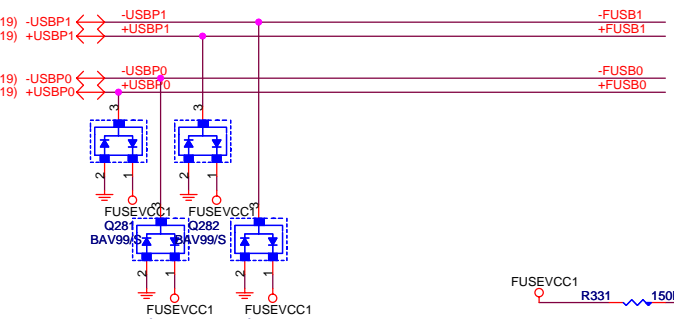 19) -USBP1 -USBP1 -FUSB1
19) +USBP1 +USBP1 +FUSB1
19) -USBP0 -USBP0 -FUSB0
19) +USBP0 +USBP0 +FUSB0
3 3
2 1 2 1
FUSEVCC1 FUSEVCC1
Q281 Q282
BAV99/S BAV99/S
3 3
2 1 2 1
FUSEVCC1 FUSEVCC1
FUSEVCC1
R331 150